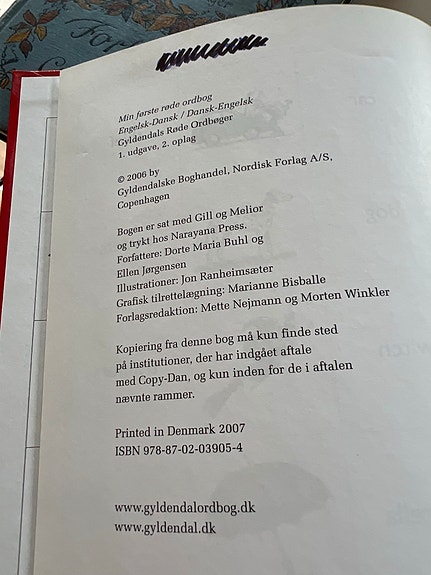 Min første røde ordbog
Engelsk-Dansk / Dansk-Engelsk
Gyldendals Røde Ordbøger
1. udgave, 2. oplag
© 2006 by
Gyldendalske Boghandel, Nordisk Forlag A/S,
Copenhagen
Bogen er sat med Gill og Melior
og trykt hos Narayana Press.
Forfattere: Dorte Maria Buhl og
Ellen Jørgensen
Illustrationer: Jon Ranheimsæter
Grafisk tilrettelægning: Marianne Bisballe
Forlagsredaktion: Mette Nejmann og Morten Winkler
Kopiering fra denne bog må kun finde sted
på institutioner, der har indgået aftale
med Copy-Dan, og kun inden for de i aftalen
nævnte rammer.
Printed in Denmark 2007
ISBN 978-87-02-03905-4
www.gyldendalordbog.dk
www.gyldendal.dk